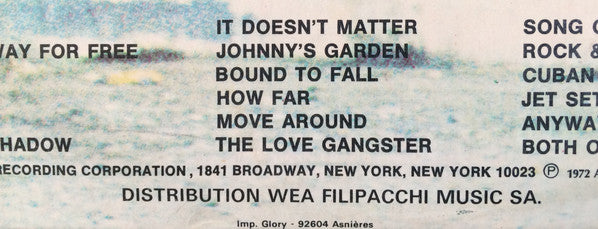 IT DOESN'T MATTER SONG O
WAY FOR FREE JOHNNY'S GARDEN ROCK &
BOUND TO FALL CUBAN
HOW FAR JET SET
MOVE AROUND ANYWA
HADOW THE LOVE GANGSTER BOTH O
RECORDING CORPORATION, 1841 BROADWAY, NEW YORK, NEW YORK 10023 Ⓟ 1972 A
DISTRIBUTION WEA FILIPACCHI MUSIC SA.
Imp. Glory - 92604 Asnières